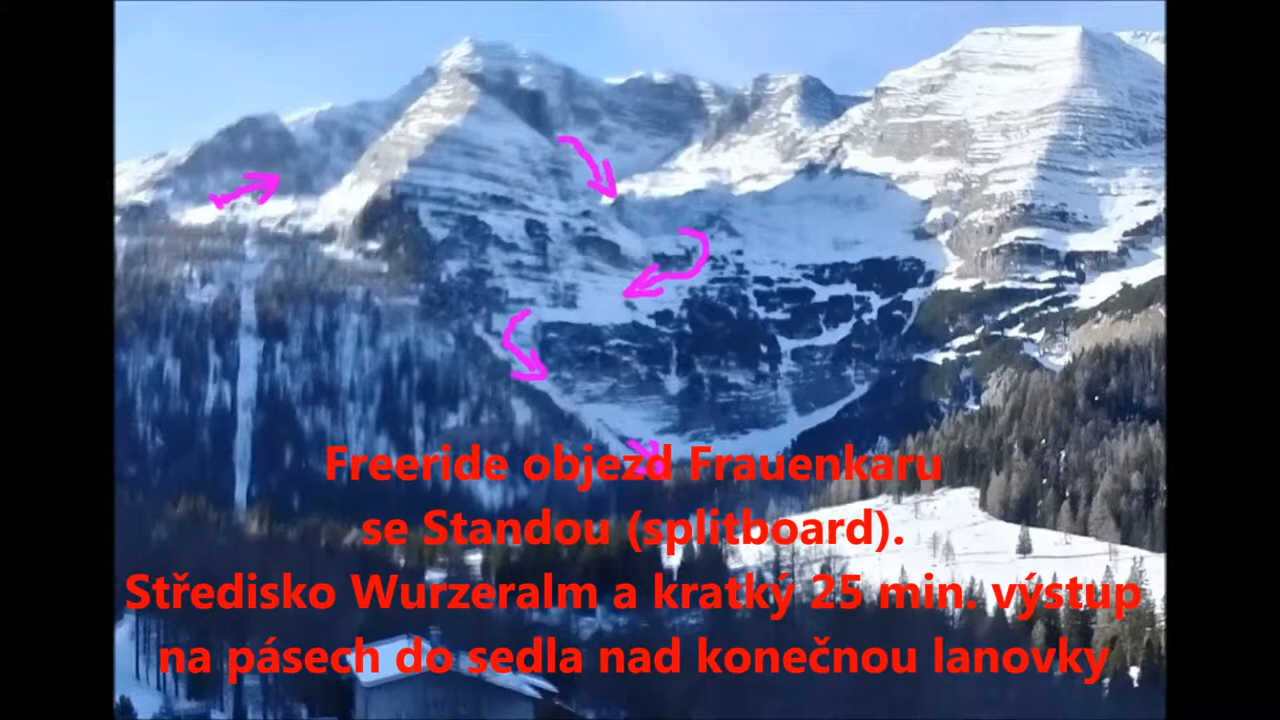 Freeride objezd Frauenkaru
se Standou (splitboard).
Středisko Wurzeralm a kratký 25 min. výstup
na pásech do sedla nad konečnou lanovky